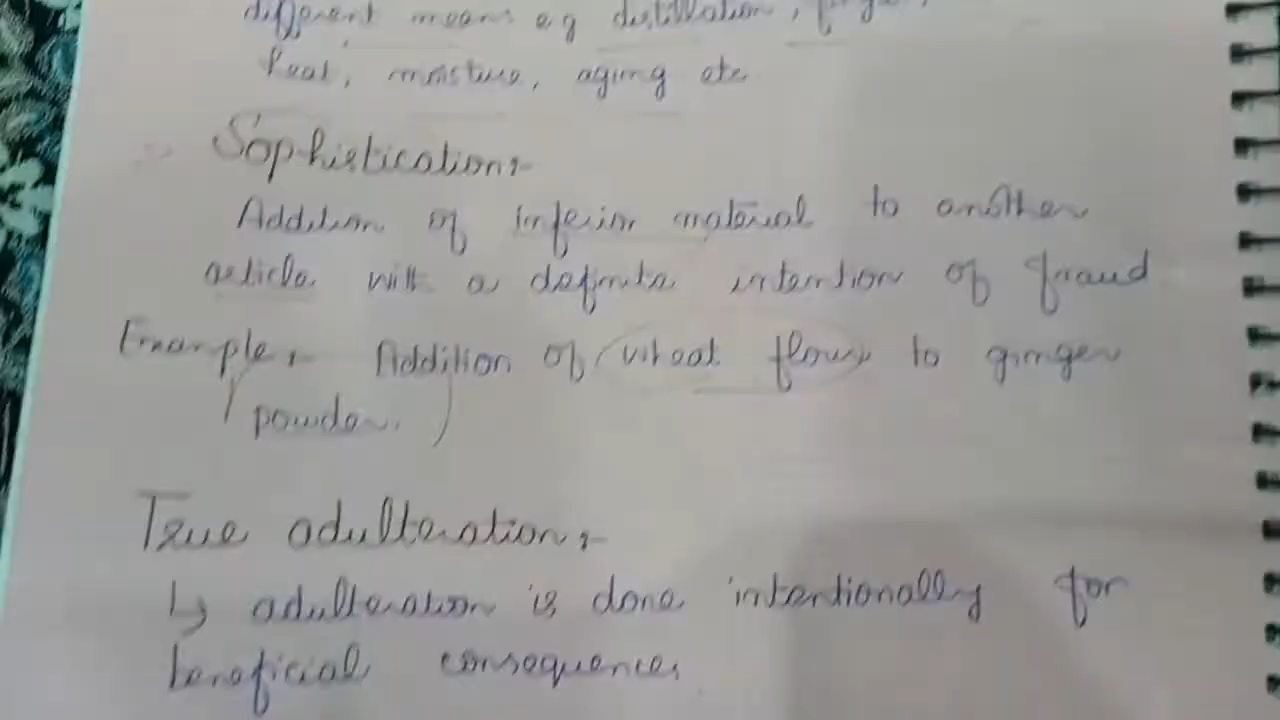 different means e.g distillation,
heat, moisture, aging etc
Sophistication:-
Addition of inferior material to another
article with a definite intention of fraud
Example:- Addition of (wheat flour) to ginger
powder.
True adulteration:-
↳ adulteration is done intentionally for
beneficial consequences